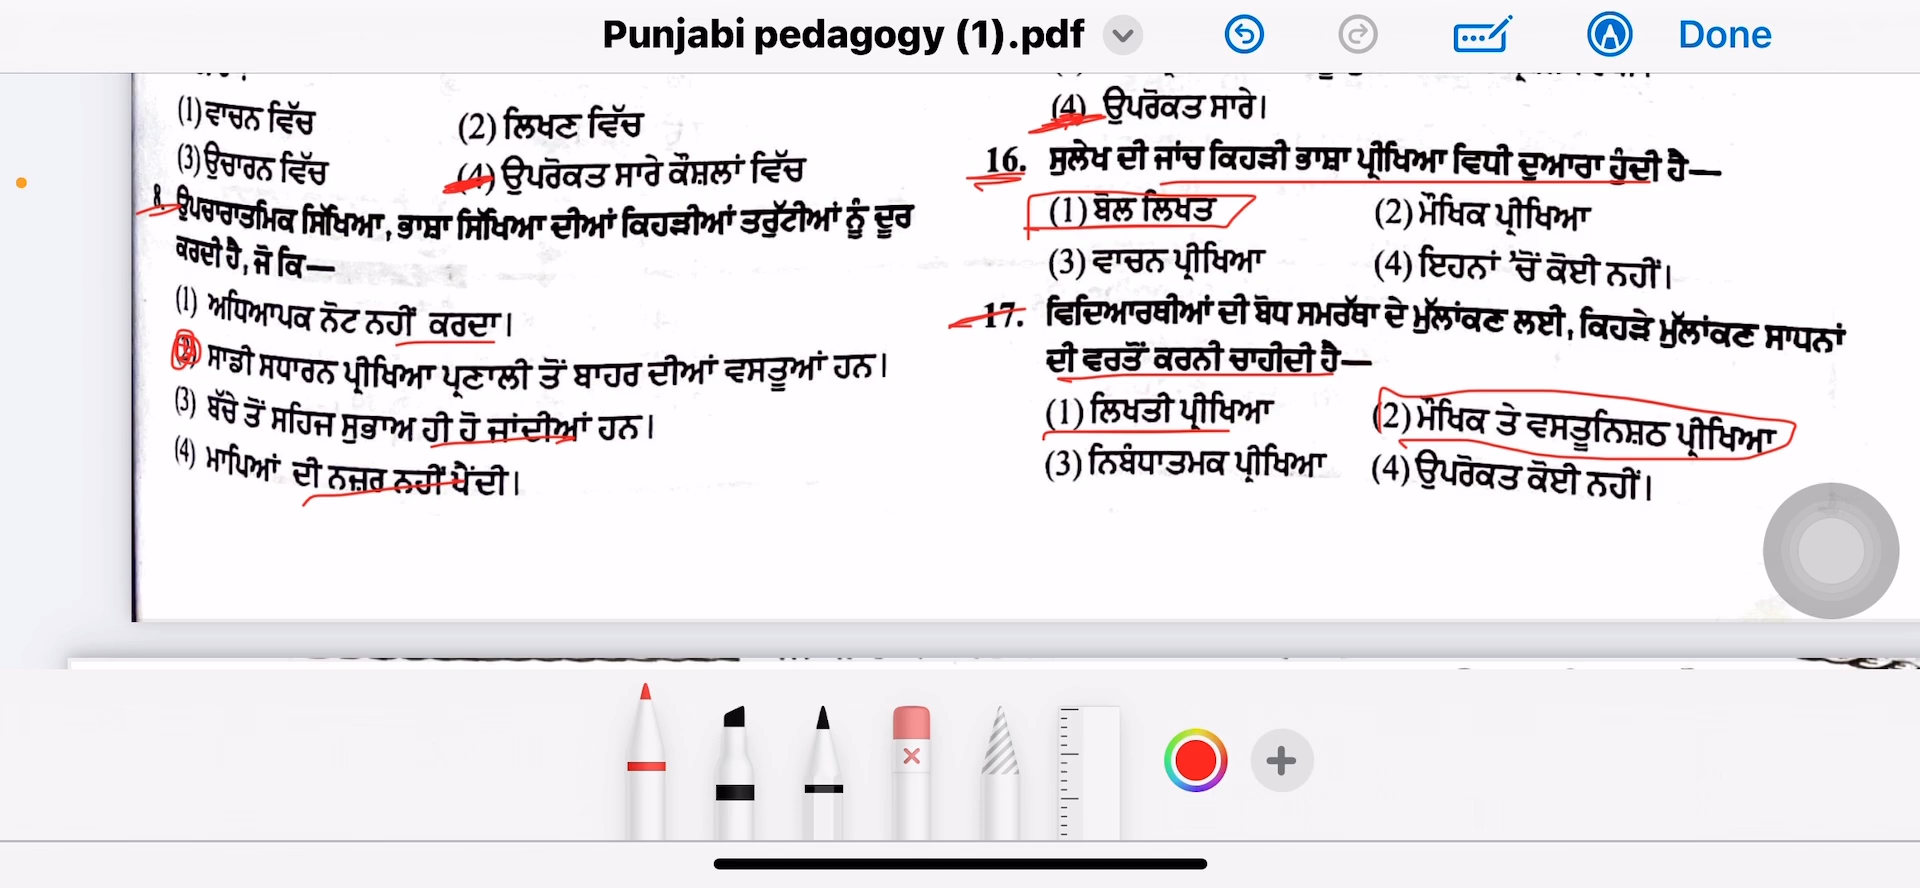 Punjabi pedagogy (1).pdf
Done
(1) ਵਾਚਨ ਵਿੱਚ
(2) ਲਿਖਣ ਵਿੱਚ
(3) ਉਚਾਰਨ ਵਿੱਚ
(4) ਉਪਰੋਕਤ ਸਾਰੇ ਕੌਸ਼ਲਾਂ ਵਿੱਚ
8. ਉਪਚਾਰਾਤਮਿਕ ਸਿੱਖਿਆ, ਭਾਸ਼ਾ ਸਿੱਖਿਆ ਦੀਆਂ ਕਿਹੜੀਆਂ ਤਰੁੱਟੀਆਂ ਨੂੰ ਦੂਰ
ਕਰਦੀ ਹੈ, ਜੋ ਕਿ—
(1) ਅਧਿਆਪਕ ਨੋਟ ਨਹੀਂ ਕਰਦਾ।
(2) ਸਾਡੀ ਸਧਾਰਨ ਪ੍ਰੀਖਿਆ ਪ੍ਰਣਾਲੀ ਤੋਂ ਬਾਹਰ ਦੀਆਂ ਵਸਤੂਆਂ ਹਨ।
(3) ਬੱਚੇ ਤੋਂ ਸਹਿਜ ਸੁਭਾਅ ਹੀ ਹੋ ਜਾਂਦੀਆਂ ਹਨ।
(4) ਮਾਪਿਆਂ ਦੀ ਨਜ਼ਰ ਨਹੀਂ ਪੈਂਦੀ।
(4) ਉਪਰੋਕਤ ਸਾਰੇ।
16. ਸੁਲੇਖ ਦੀ ਜਾਂਚ ਕਿਹੜੀ ਭਾਸ਼ਾ ਪ੍ਰੀਖਿਆ ਵਿਧੀ ਦੁਆਰਾ ਹੁੰਦੀ ਹੈ—
(1) ਬੋਲ ਲਿਖਤ
(2) ਮੌਖਿਕ ਪ੍ਰੀਖਿਆ
(3) ਵਾਚਨ ਪ੍ਰੀਖਿਆ
(4) ਇਹਨਾਂ 'ਚੋਂ ਕੋਈ ਨਹੀਂ।
17. ਵਿਦਿਆਰਥੀਆਂ ਦੀ ਬੋਧ ਸਮਰੱਥਾ ਦੇ ਮੁੱਲਾਂਕਣ ਲਈ, ਕਿਹੜੇ ਮੁੱਲਾਂਕਣ ਸਾਧਨਾਂ
ਦੀ ਵਰਤੋਂ ਕਰਨੀ ਚਾਹੀਦੀ ਹੈ—
(1) ਲਿਖਤੀ ਪ੍ਰੀਖਿਆ
(2) ਮੌਖਿਕ ਤੇ ਵਸਤੂਨਿਸ਼ਠ ਪ੍ਰੀਖਿਆ
(3) ਨਿਬੰਧਾਤਮਕ ਪ੍ਰੀਖਿਆ
(4) ਉਪਰੋਕਤ ਕੋਈ ਨਹੀਂ।